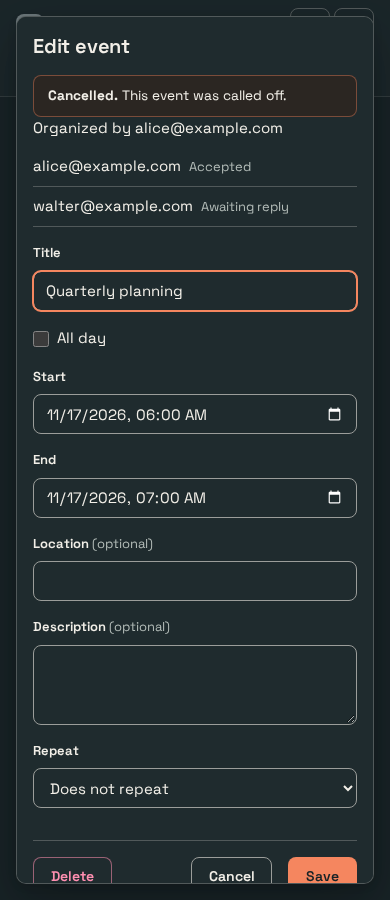 Edit event
Cancelled. This event was called off.
Organized by alice@example.com
alice@example.com Accepted
walter@example.com Awaiting reply
Title
Quarterly planning
All day
Start
11/17/2026, 06:00 AM
End
11/17/2026, 07:00 AM
Location (optional)
Description (optional)
Repeat
Does not repeat
Delete Cancel Save